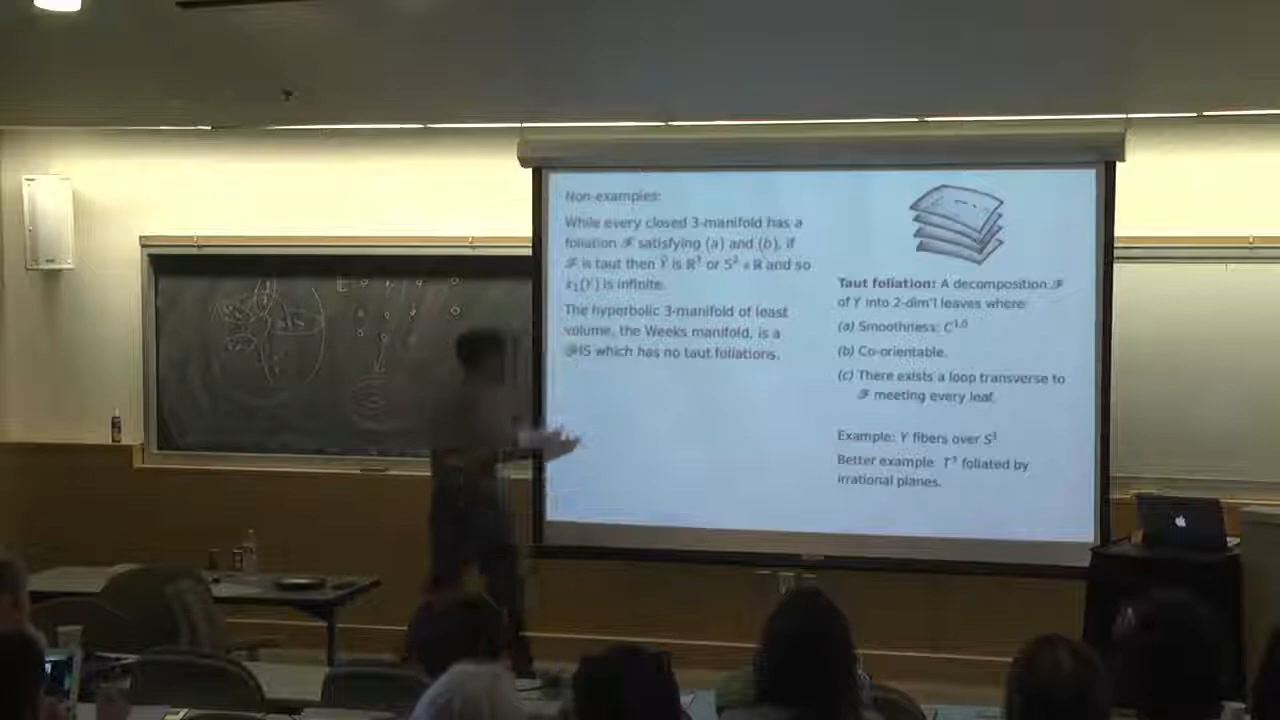 Non-examples:
While every closed 3-manifold has a
foliation ℱ satisfying (a) and (b), if
ℱ is taut then Ỹ is ℝ³ or S² × ℝ and so
π₁(Y) is infinite.
The hyperbolic 3-manifold of least
volume, the Weeks manifold, is a
ℚHS which has no taut foliations.
Taut foliation: A decomposition ℱ
of Y into 2-dim'l leaves where:
(a) Smoothness: C¹·⁰
(b) Co-orientable.
(c) There exists a loop transverse to
ℱ meeting every leaf.
Example: Y fibers over S¹
Better example: T³ foliated by
irrational planes.